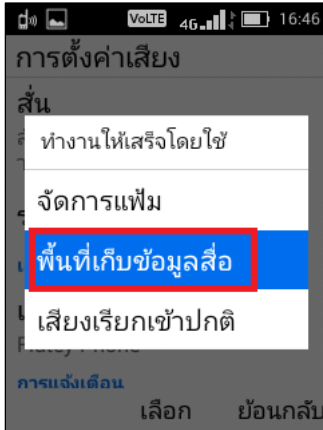 VoLTE 4G 16:46
การตั้งค่าเสียง
สั่น
ทำงานให้เสร็จโดยใช้
จัดการแฟ้ม
พื้นที่เก็บข้อมูลสื่อ
เสียงเรียกเข้าปกติ
การแจ้งเตือน
เลือก ย้อนกลับ